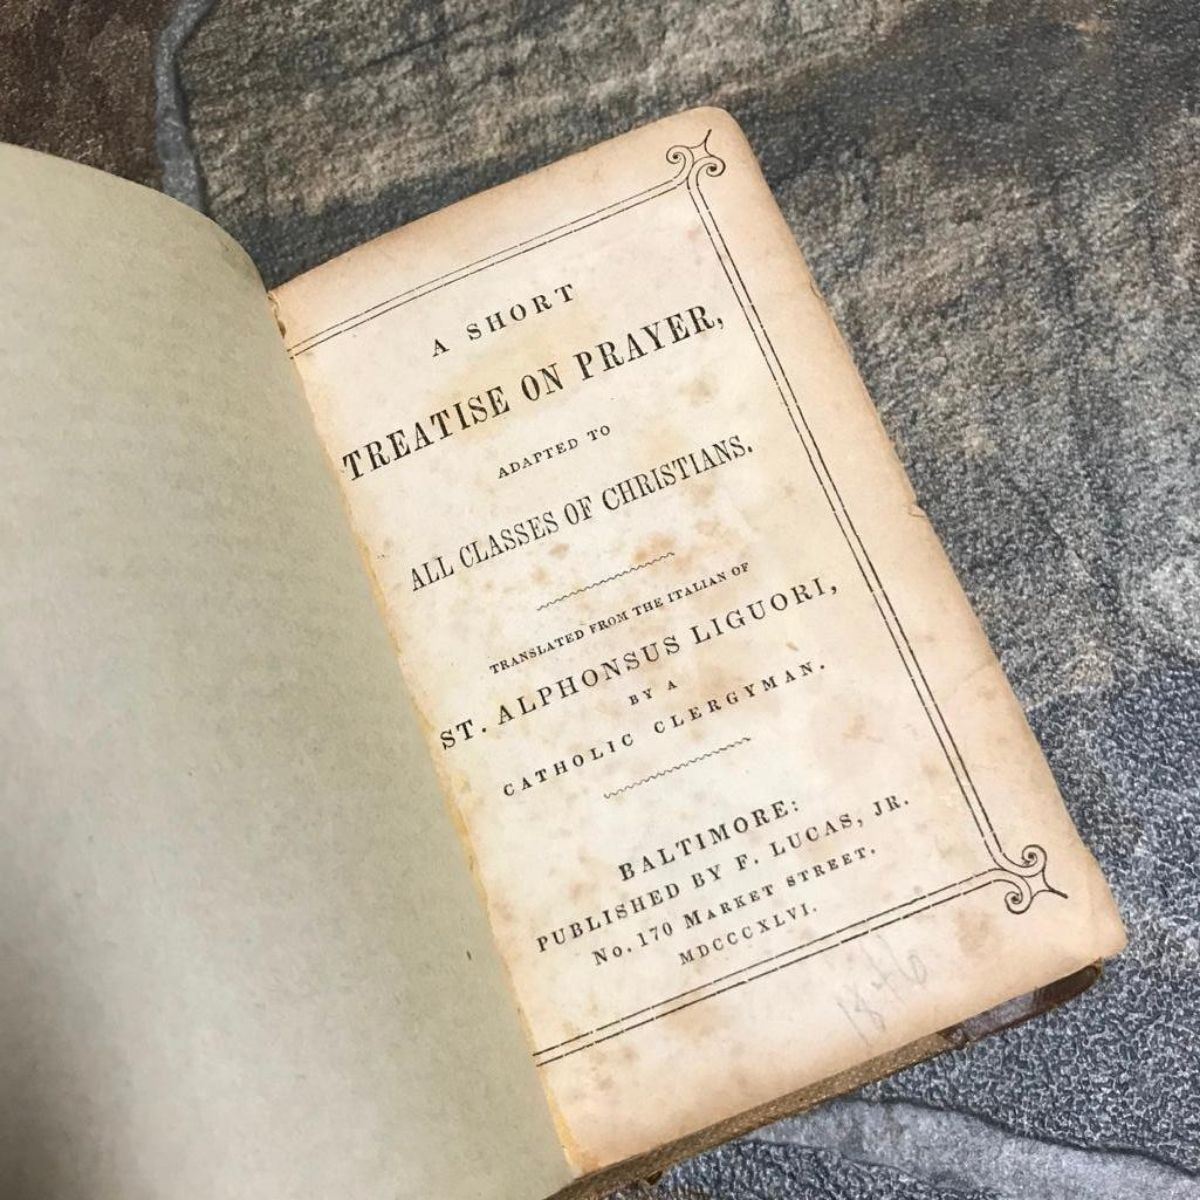 A SHORT
TREATISE ON PRAYER,
ADAPTED TO
ALL CLASSES OF CHRISTIANS.
TRANSLATED FROM THE ITALIAN OF
ST. ALPHONSUS LIGUORI,
BY A
CATHOLIC CLERGYMAN.
BALTIMORE:
PUBLISHED BY F. LUCAS, JR.
No. 170 MARKET STREET.
MDCCCXLVI.
1846